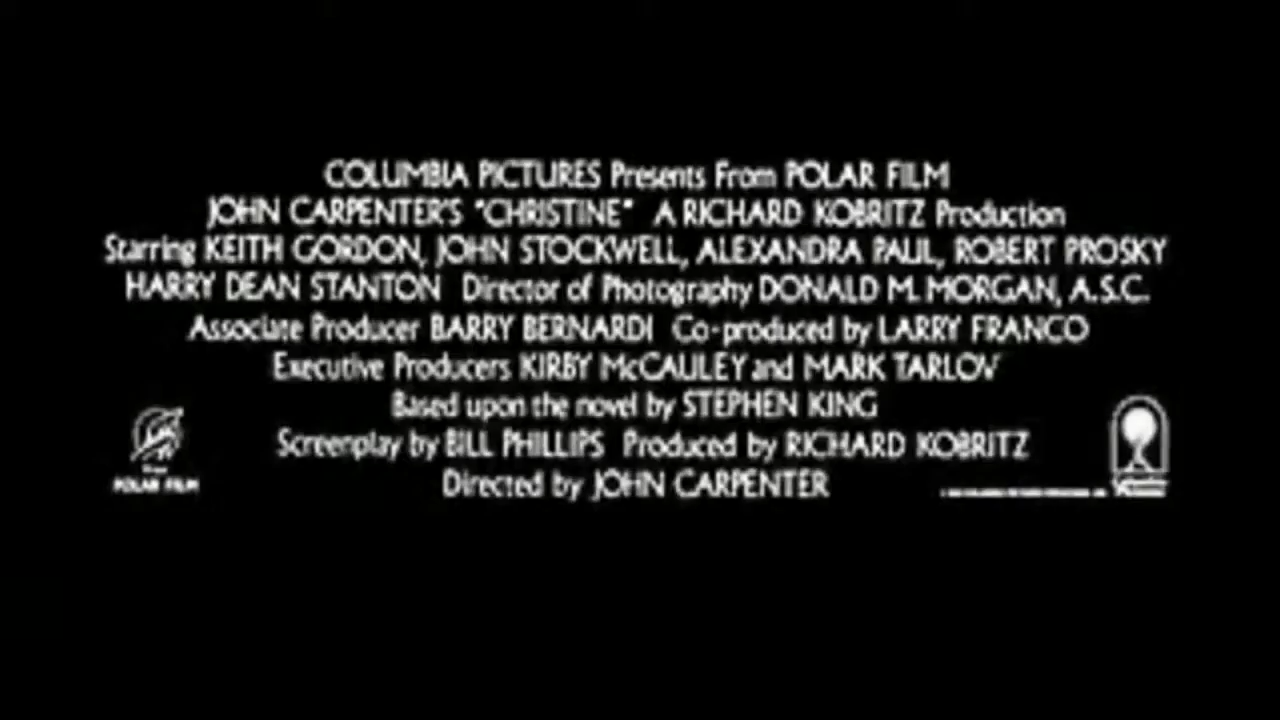 COLUMBIA PICTURES Presents From POLAR FILM
JOHN CARPENTER'S "CHRISTINE" A RICHARD KOBRITZ Production
Starring KEITH GORDON, JOHN STOCKWELL, ALEXANDRA PAUL, ROBERT PROSKY
HARRY DEAN STANTON Director of Photography DONALD M. MORGAN, A.S.C.
Associate Producer BARRY BERNARDI Co-produced by LARRY FRANCO
Executive Producers KIRBY McCAULEY and MARK TARLOV
Based upon the novel by STEPHEN KING
Screenplay by BILL PHILLIPS Produced by RICHARD KOBRITZ
Directed by JOHN CARPENTER
POLAR FILM